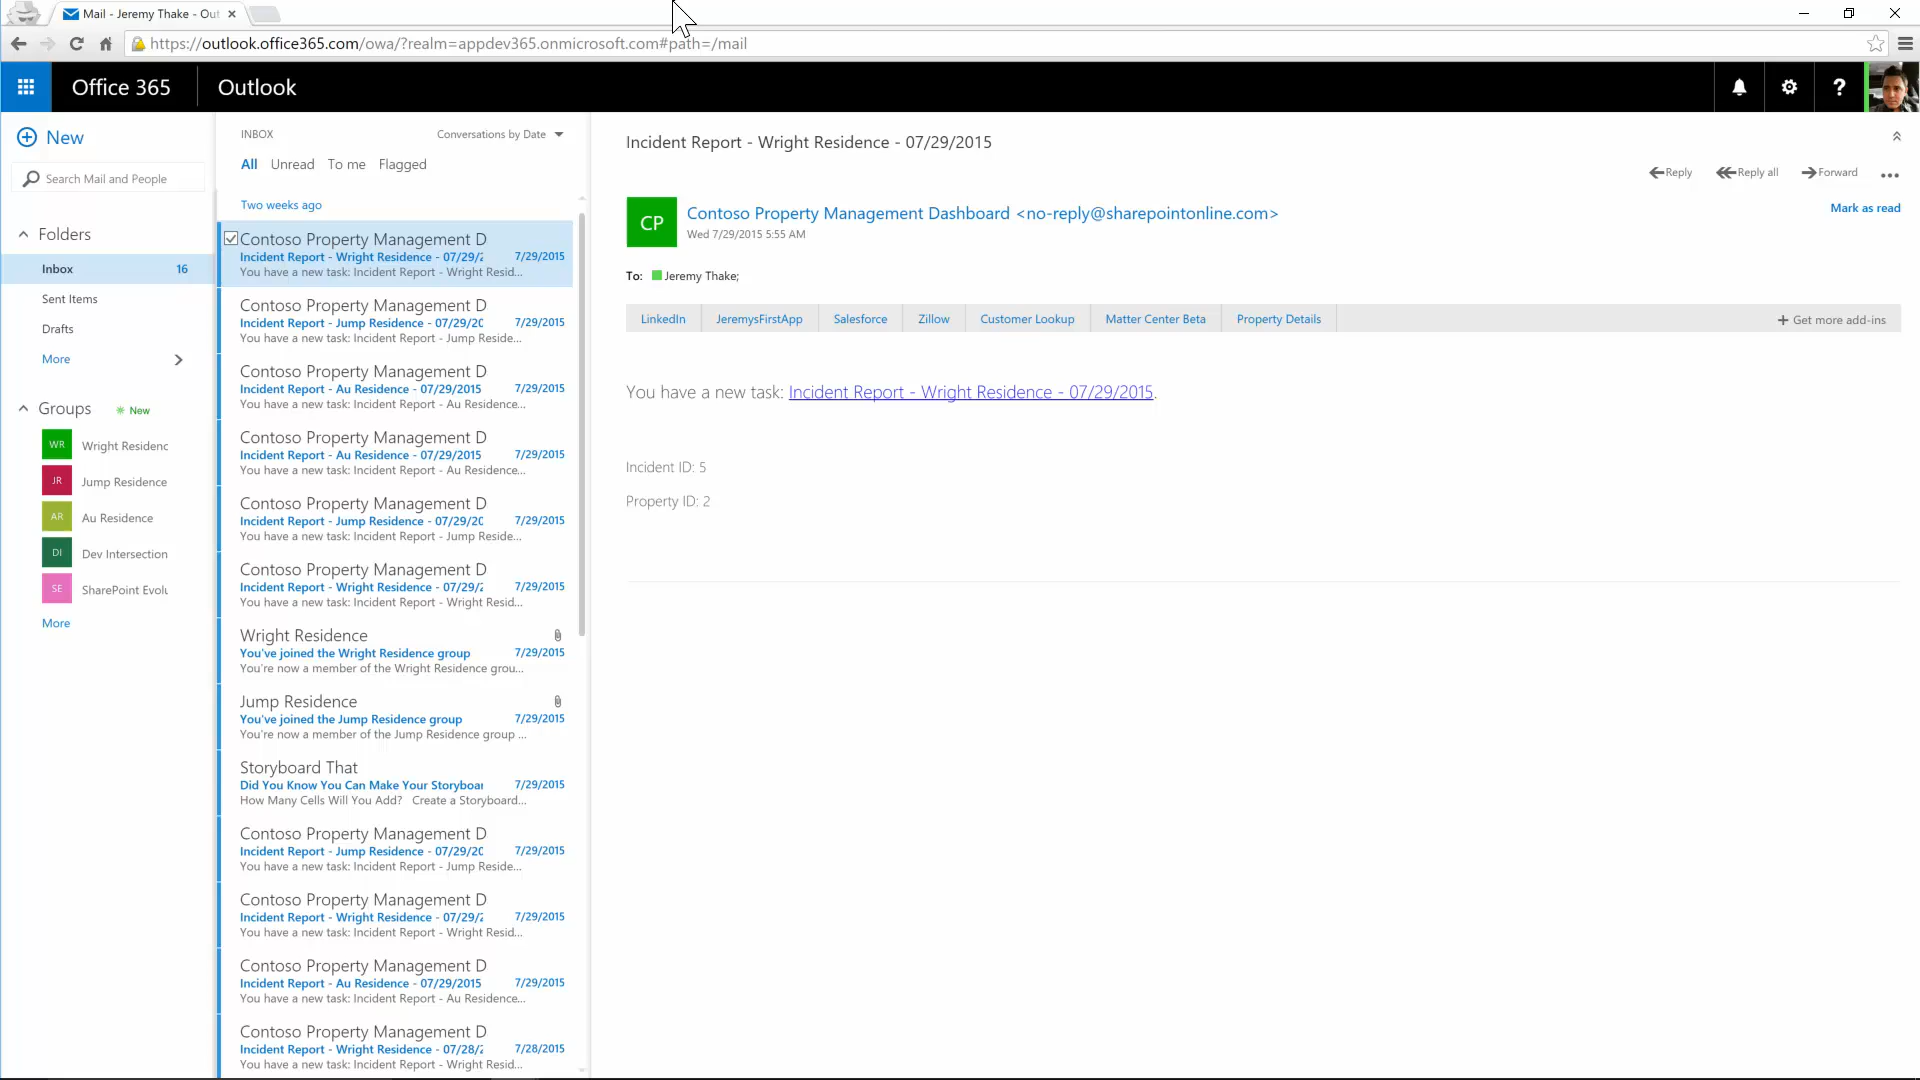 Mail - Jeremy Thake - Out
https://outlook.office365.com/owa/?realm=appdev365.onmicrosoft.com#path=/mail
Office 365
Outlook
?
New
Search Mail and People
Folders
Inbox 16
Sent Items
Drafts
More
Groups
New
WR Wright Residenc
JR Jump Residence
AR Au Residence
DI Dev Intersection
SE SharePoint Evolu
More
INBOX
Conversations by Date
All Unread To me Flagged
Two weeks ago
Contoso Property Management D
Incident Report - Wright Residence - 07/29/2 7/29/2015
You have a new task: Incident Report - Wright Resid...
Contoso Property Management D
Incident Report - Jump Residence - 07/29/20 7/29/2015
You have a new task: Incident Report - Jump Reside...
Contoso Property Management D
Incident Report - Au Residence - 07/29/2015 7/29/2015
You have a new task: Incident Report - Au Residence...
Contoso Property Management D
Incident Report - Au Residence - 07/29/2015 7/29/2015
You have a new task: Incident Report - Au Residence...
Contoso Property Management D
Incident Report - Jump Residence - 07/29/20 7/29/2015
You have a new task: Incident Report - Jump Reside...
Contoso Property Management D
Incident Report - Wright Residence - 07/29/2 7/29/2015
You have a new task: Incident Report - Wright Resid...
Wright Residence
You've joined the Wright Residence group 7/29/2015
You're now a member of the Wright Residence grou...
Jump Residence
You've joined the Jump Residence group 7/29/2015
You're now a member of the Jump Residence group ...
Storyboard That
Did You Know You Can Make Your Storyboar 7/29/2015
How Many Cells Will You Add? Create a Storyboard...
Contoso Property Management D
Incident Report - Jump Residence - 07/29/20 7/29/2015
You have a new task: Incident Report - Jump Reside...
Contoso Property Management D
Incident Report - Wright Residence - 07/29/2 7/29/2015
You have a new task: Incident Report - Wright Resid...
Contoso Property Management D
Incident Report - Au Residence - 07/29/2015 7/29/2015
You have a new task: Incident Report - Au Residence...
Contoso Property Management D
Incident Report - Wright Residence - 07/28/2 7/28/2015
You have a new task: Incident Report - Wright Resid...
Incident Report - Wright Residence - 07/29/2015
Reply Reply all Forward
CP
Contoso Property Management Dashboard <no-reply@sharepointonline.com>
Mark as read
Wed 7/29/2015 5:55 AM
To: Jeremy Thake;
LinkedIn JeremysFirstApp Salesforce Zillow Customer Lookup Matter Center Beta Property Details + Get more add-ins
You have a new task: Incident Report - Wright Residence - 07/29/2015.
Incident ID: 5
Property ID: 2